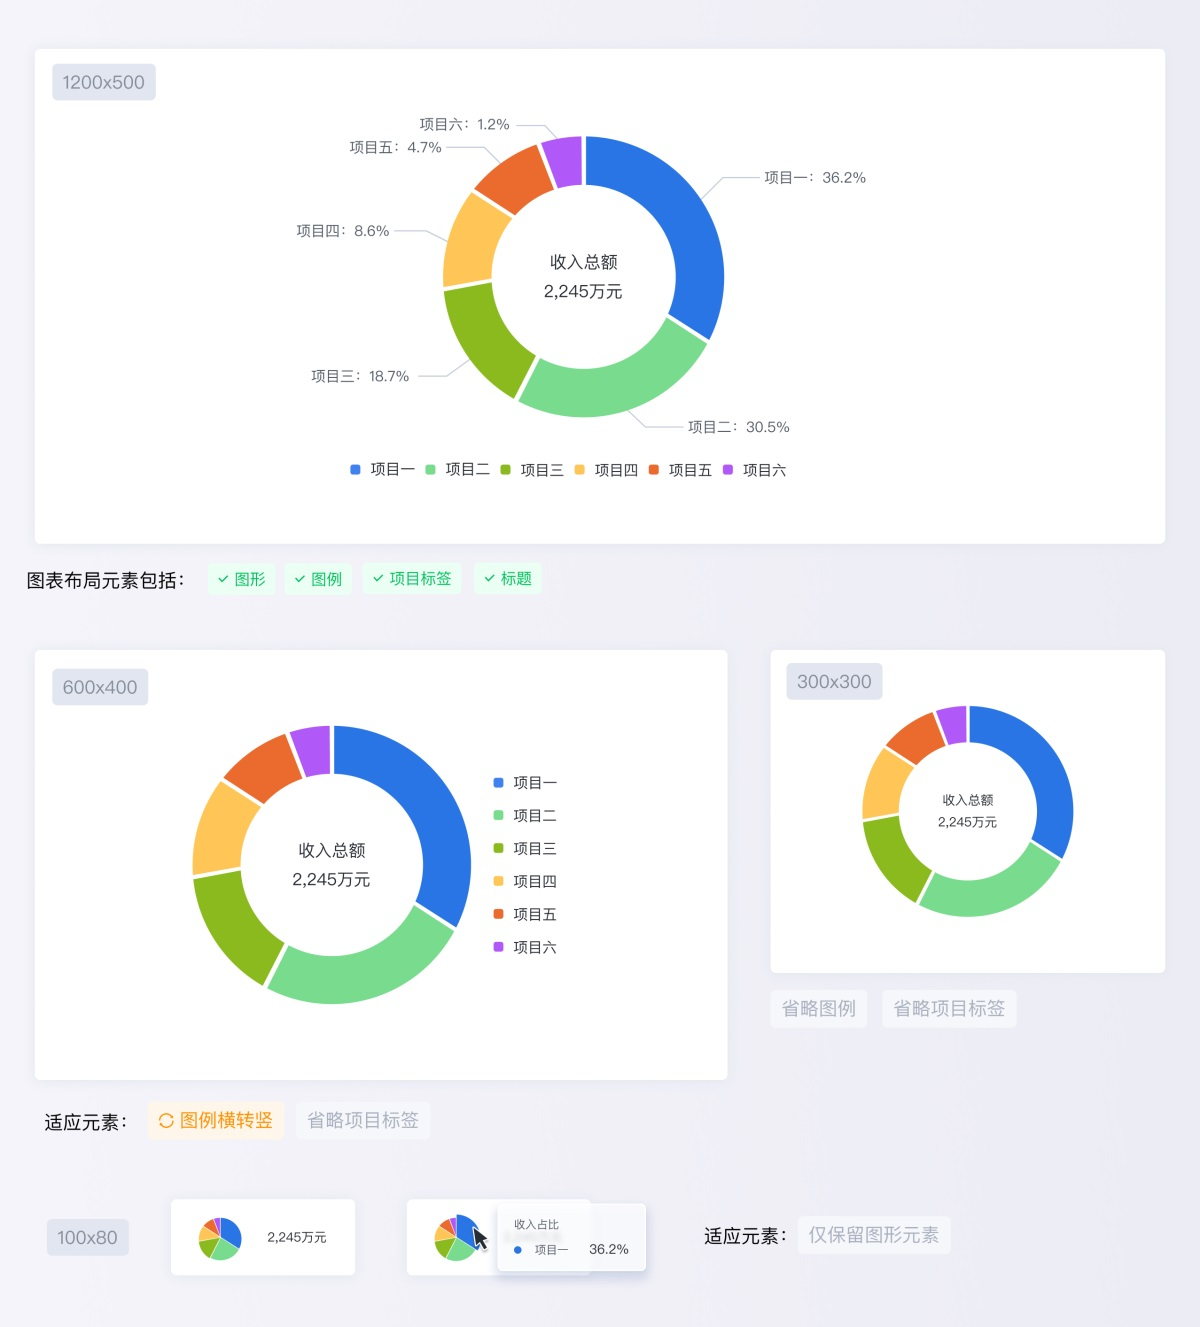 1200x500
项目六：1.2%
项目五：4.7%
项目一：36.2%
项目四：8.6%
收入总额
2,245万元
项目三：18.7%
项目二：30.5%
项目一 项目二 项目三 项目四 项目五 项目六
图表布局元素包括： 图形 图例 项目标签 标题
600x400
项目一
项目二
项目三
项目四
项目五
项目六
收入总额
2,245万元
300x300
收入总额
2,245万元
省略图例 省略项目标签
适应元素： 图例横转竖 省略项目标签
100x80
2,245万元
收入占比
项目一 36.2%
适应元素： 仅保留图形元素